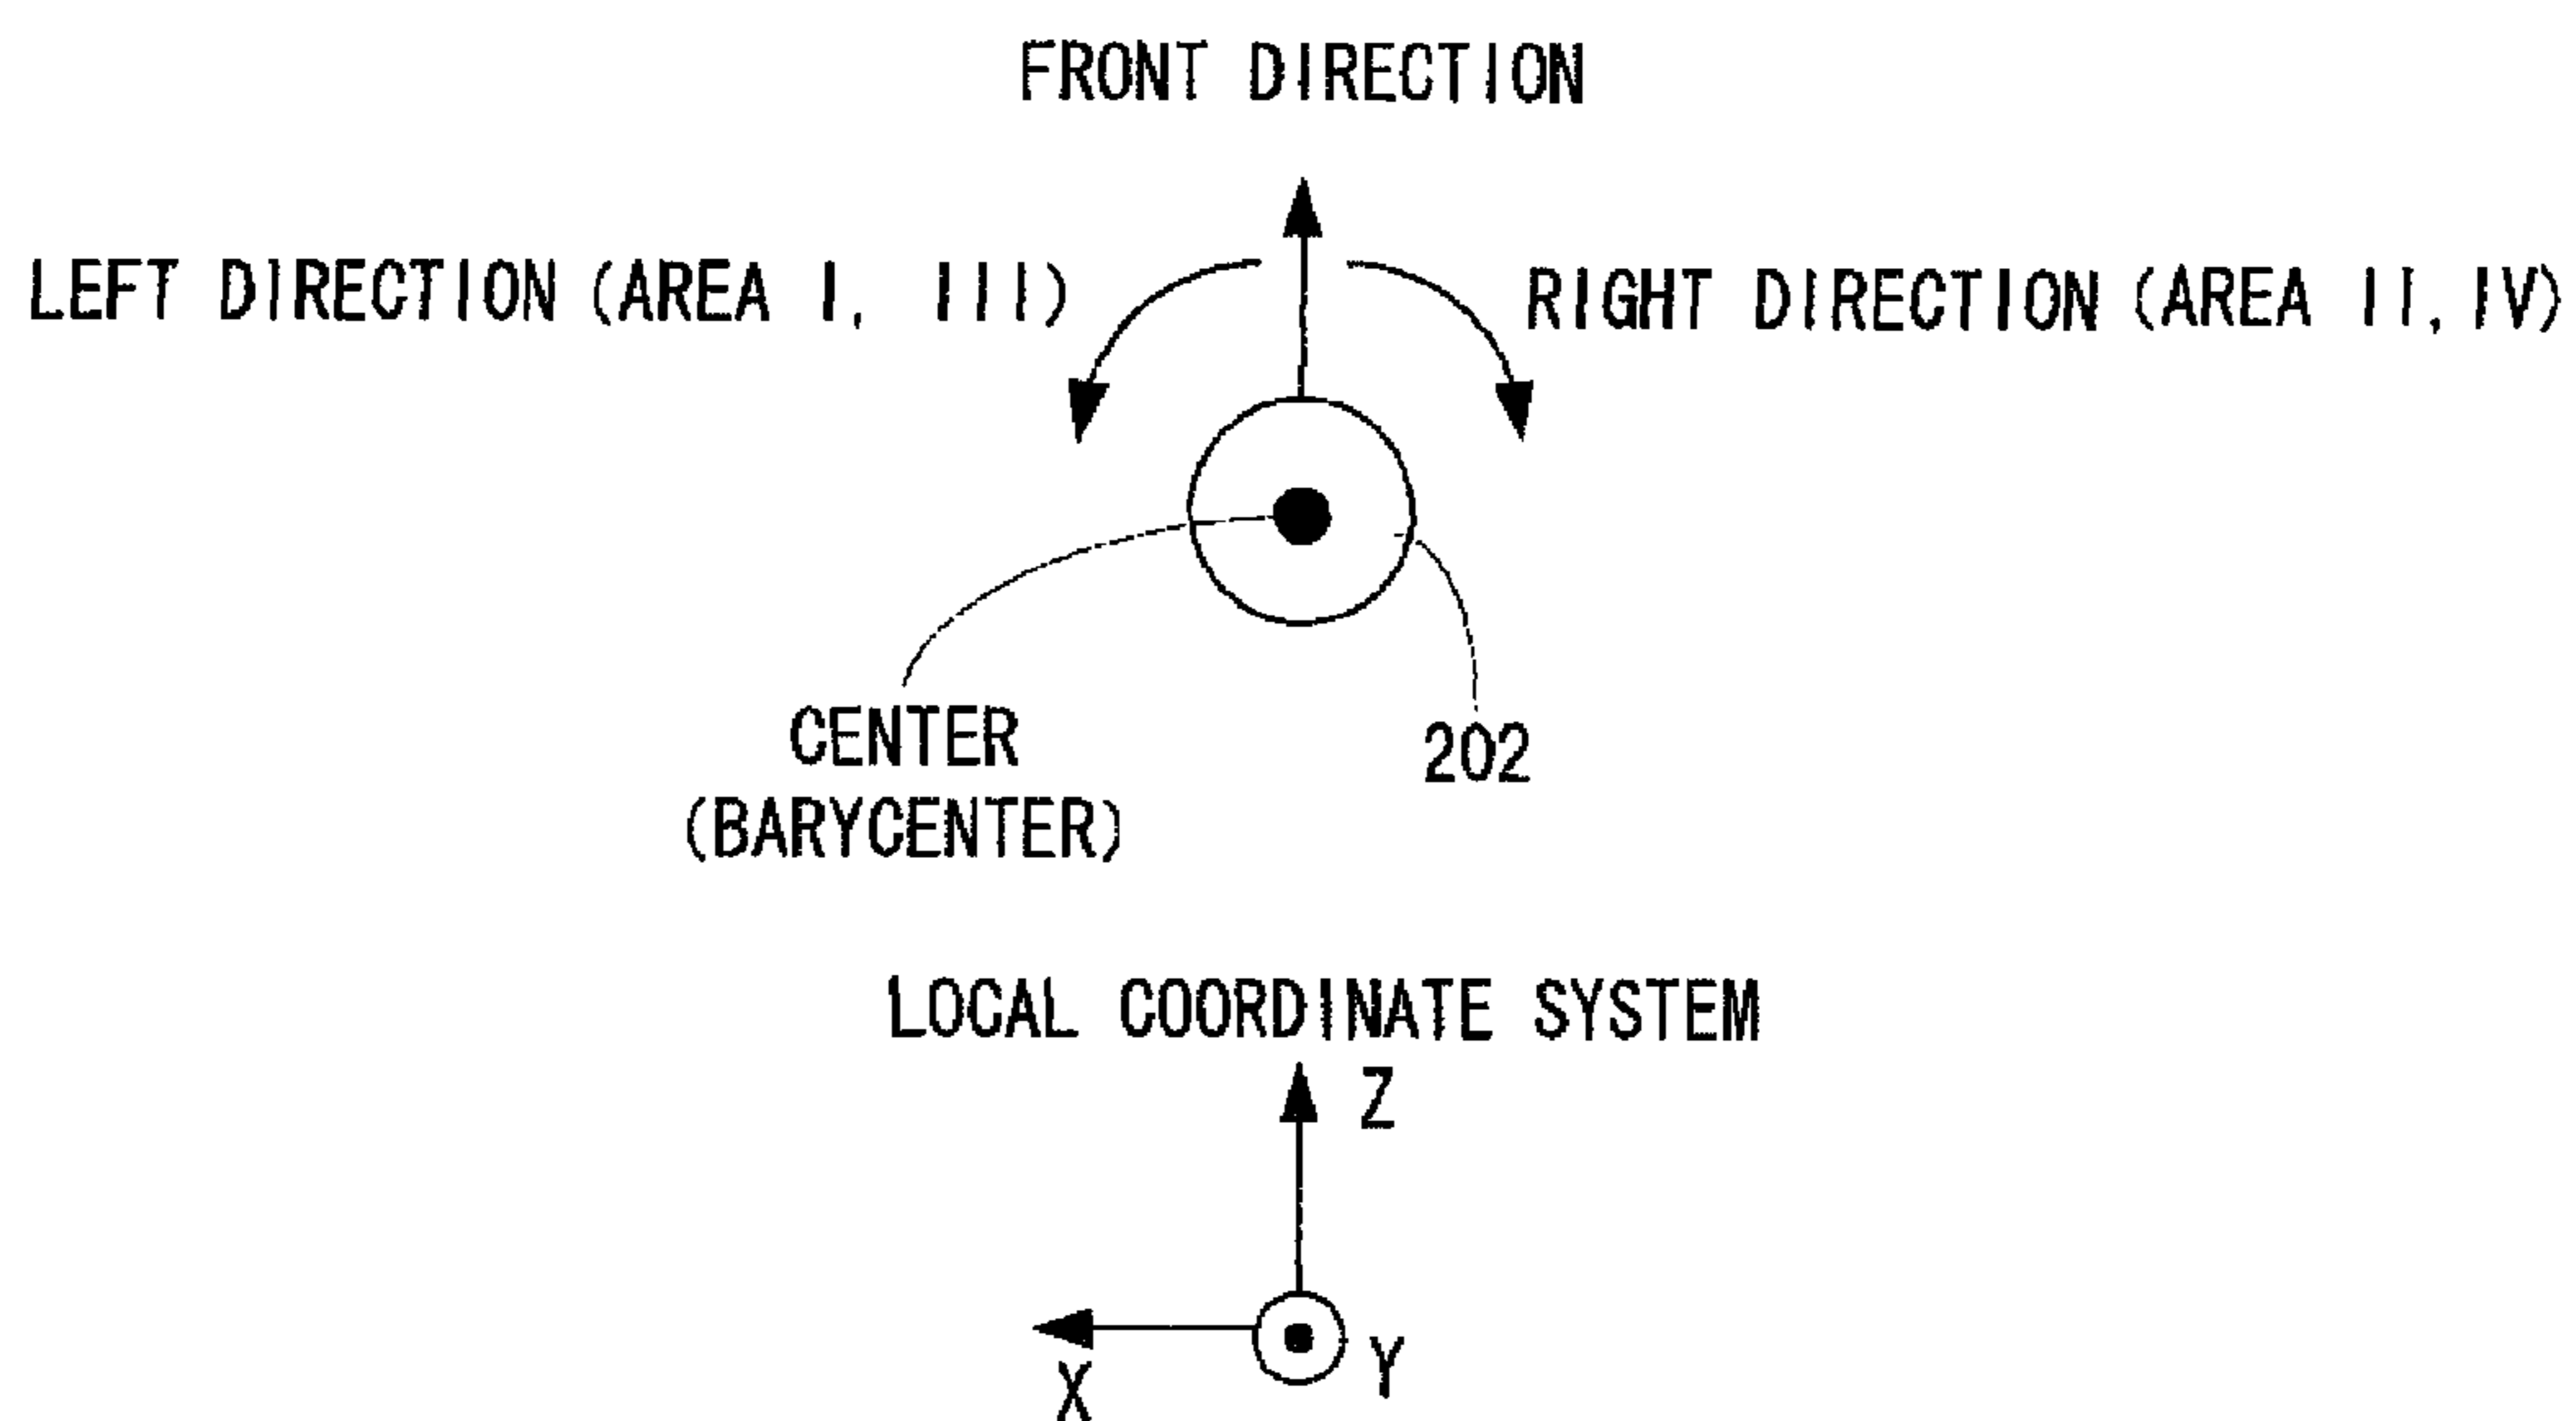 FRONT DIRECTION
LEFT DIRECTION (AREA I, III)
RIGHT DIRECTION (AREA II, IV)
CENTER
(BARYCENTER)
202
LOCAL COORDINATE SYSTEM
Z
X
Y